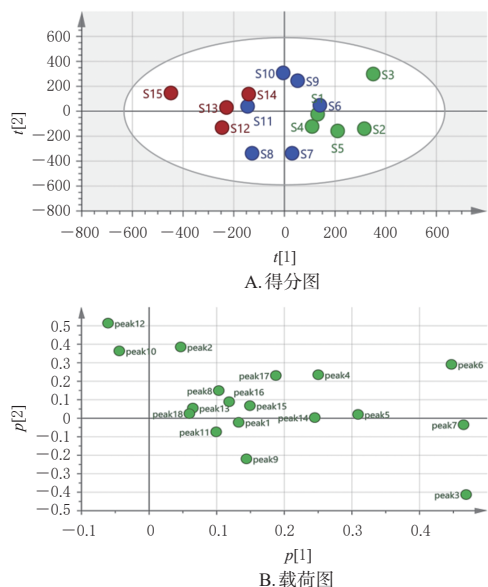 600
400
200
0
−200
−400
−600
−800
t[2]
S10
S9
S3
S15
S14
S13
S11
S12
S1
S6
S4
S2
S5
S8
S7
−800 −600 −400 −200 0 200 400 600
t[1]
A.得分图
0.5
0.4
0.3
0.2
0.1
0
−0.1
−0.2
−0.3
−0.4
−0.5
p[2]
peak12
peak10
peak2
peak6
peak17
peak4
peak8
peak16
peak13
peak15
peak18
peak14
peak5
peak1
peak7
peak11
peak9
peak3
−0.1 0 0.1 0.2 0.3 0.4
p[1]
B.载荷图